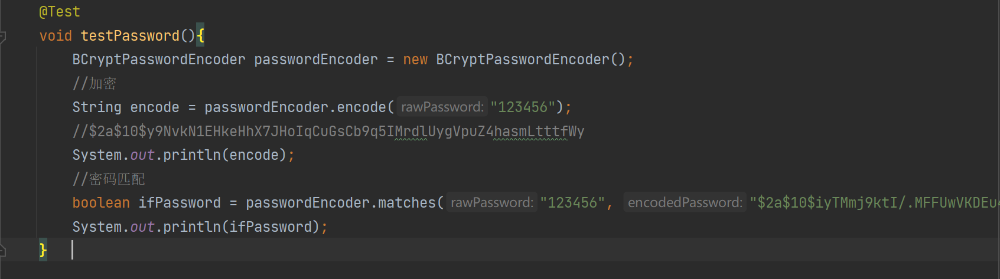 @Test
void testPassword(){
BCryptPasswordEncoder passwordEncoder = new BCryptPasswordEncoder();
//加密
String encode = passwordEncoder.encode( rawPassword: "123456");
//$2a$10$y9NvkN1EHkeHhX7JHoIqCuGsCb9q5IMrdlUygVpuZ4hasmLtttfWy
System.out.println(encode);
//密码匹配
boolean ifPassword = passwordEncoder.matches( rawPassword: "123456", encodedPassword: "$2a$10$iyTMmj9ktI/.MFFUwVKDEu
System.out.println(ifPassword);
}